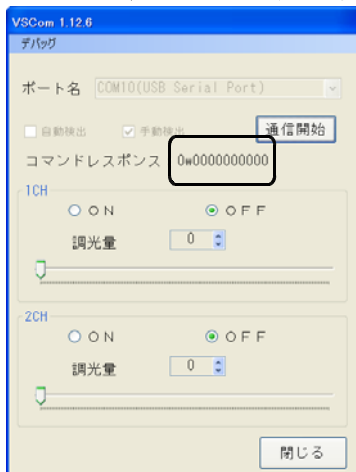 VSCom 1.12.6
デバッグ
ポート名 COM10(USB Serial Port)
自動検出 手動検出 通信開始
コマンドレスポンス 0w0000000000
1CH
ON OFF
調光量 0
2CH
ON OFF
調光量 0
閉じる